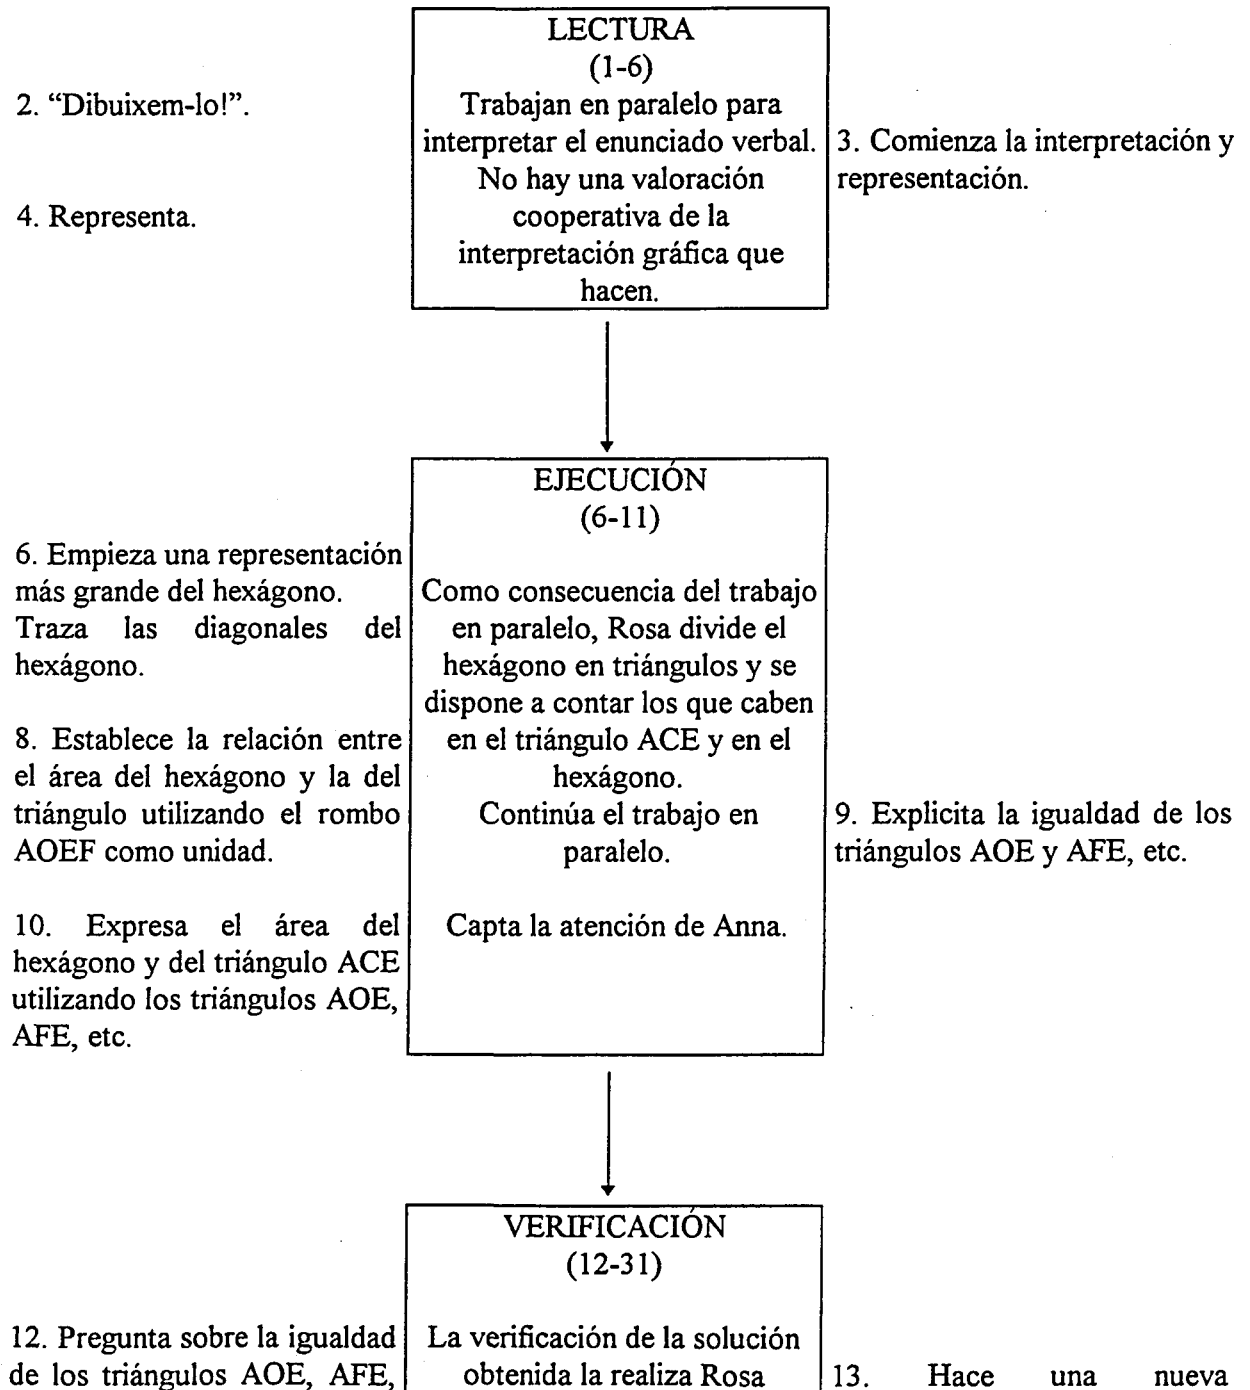 LECTURA
(1-6)
2. “Dibuixem-lo!”.
Trabajan en paralelo para
interpretar el enunciado verbal.
3. Comienza la interpretación y
No hay una valoración
representación.
4. Representa.
cooperativa de la
interpretación gráfica que
hacen.
EJECUCIÓN
(6-11)
6. Empieza una representación
más grande del hexágono.
Traza las diagonales del
hexágono.
Como consecuencia del trabajo
en paralelo, Rosa divide el
hexágono en triángulos y se
dispone a contar los que caben
en el triángulo ACE y en el
hexágono.
Continúa el trabajo en
paralelo.
8. Establece la relación entre
el área del hexágono y la del
triángulo utilizando el rombo
AOEF como unidad.
9. Explicita la igualdad de los
triángulos AOE y AFE, etc.
10. Expresa el área del
hexágono y del triángulo ACE
utilizando los triángulos AOE,
AFE, etc.
Capta la atención de Anna.
VERIFICACIÓN
(12-31)
12. Pregunta sobre la igualdad
de los triángulos AOE, AFE,
La verificación de la solución
obtenida la realiza Rosa
13. Hace una nueva